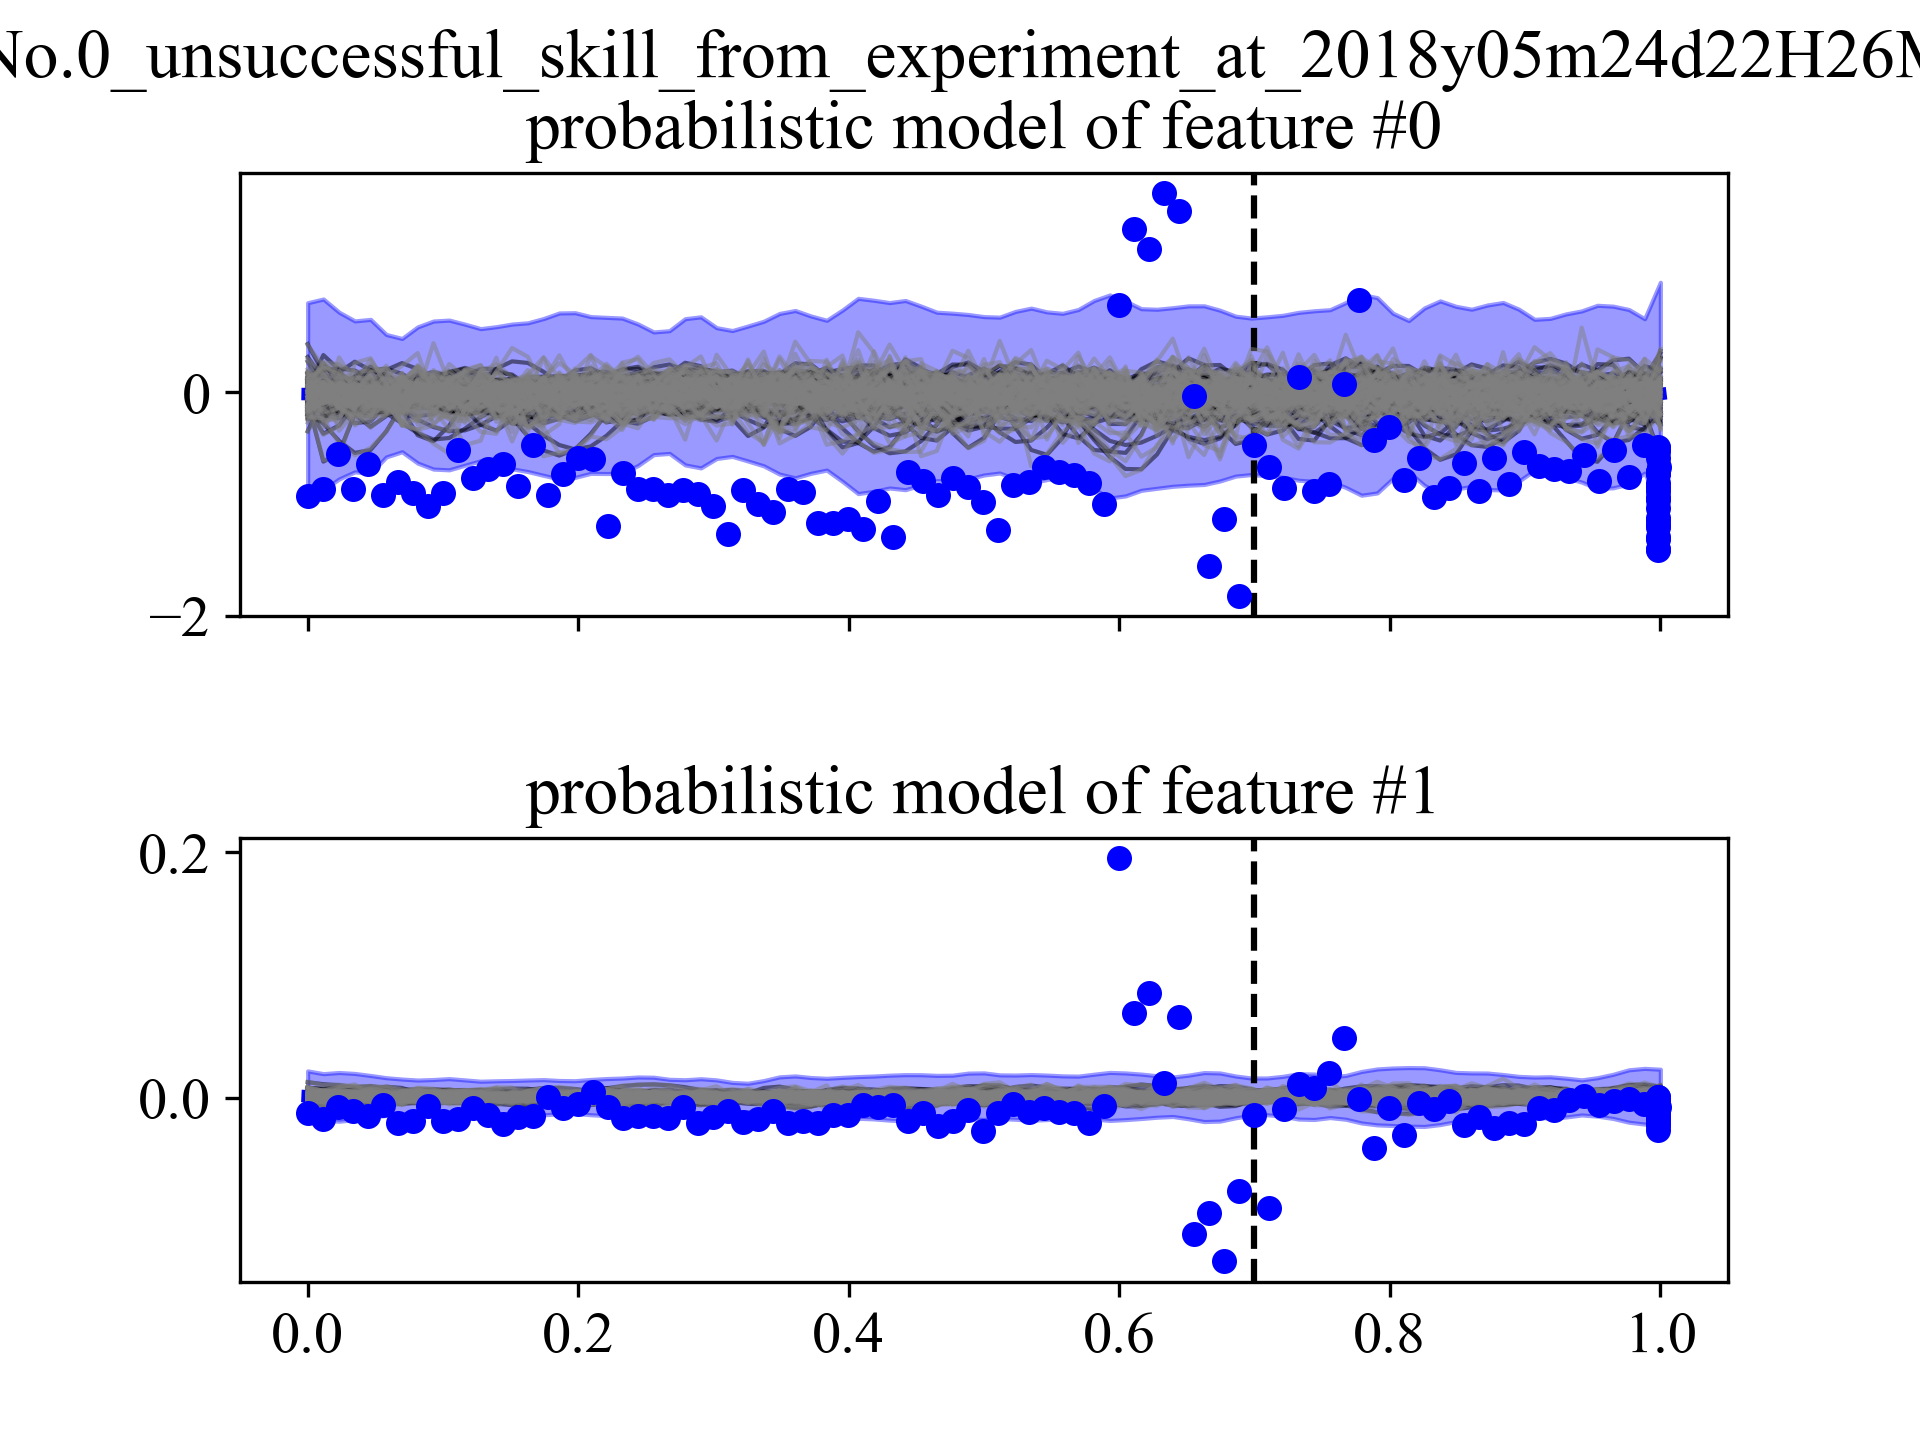 No.0_unsuccessful_skill_from_experiment_at_2018y05m24d22H26M
probabilistic model of feature #0
0
−2
probabilistic model of feature #1
0.2
0.0
0.0 0.2 0.4 0.6 0.8 1.0